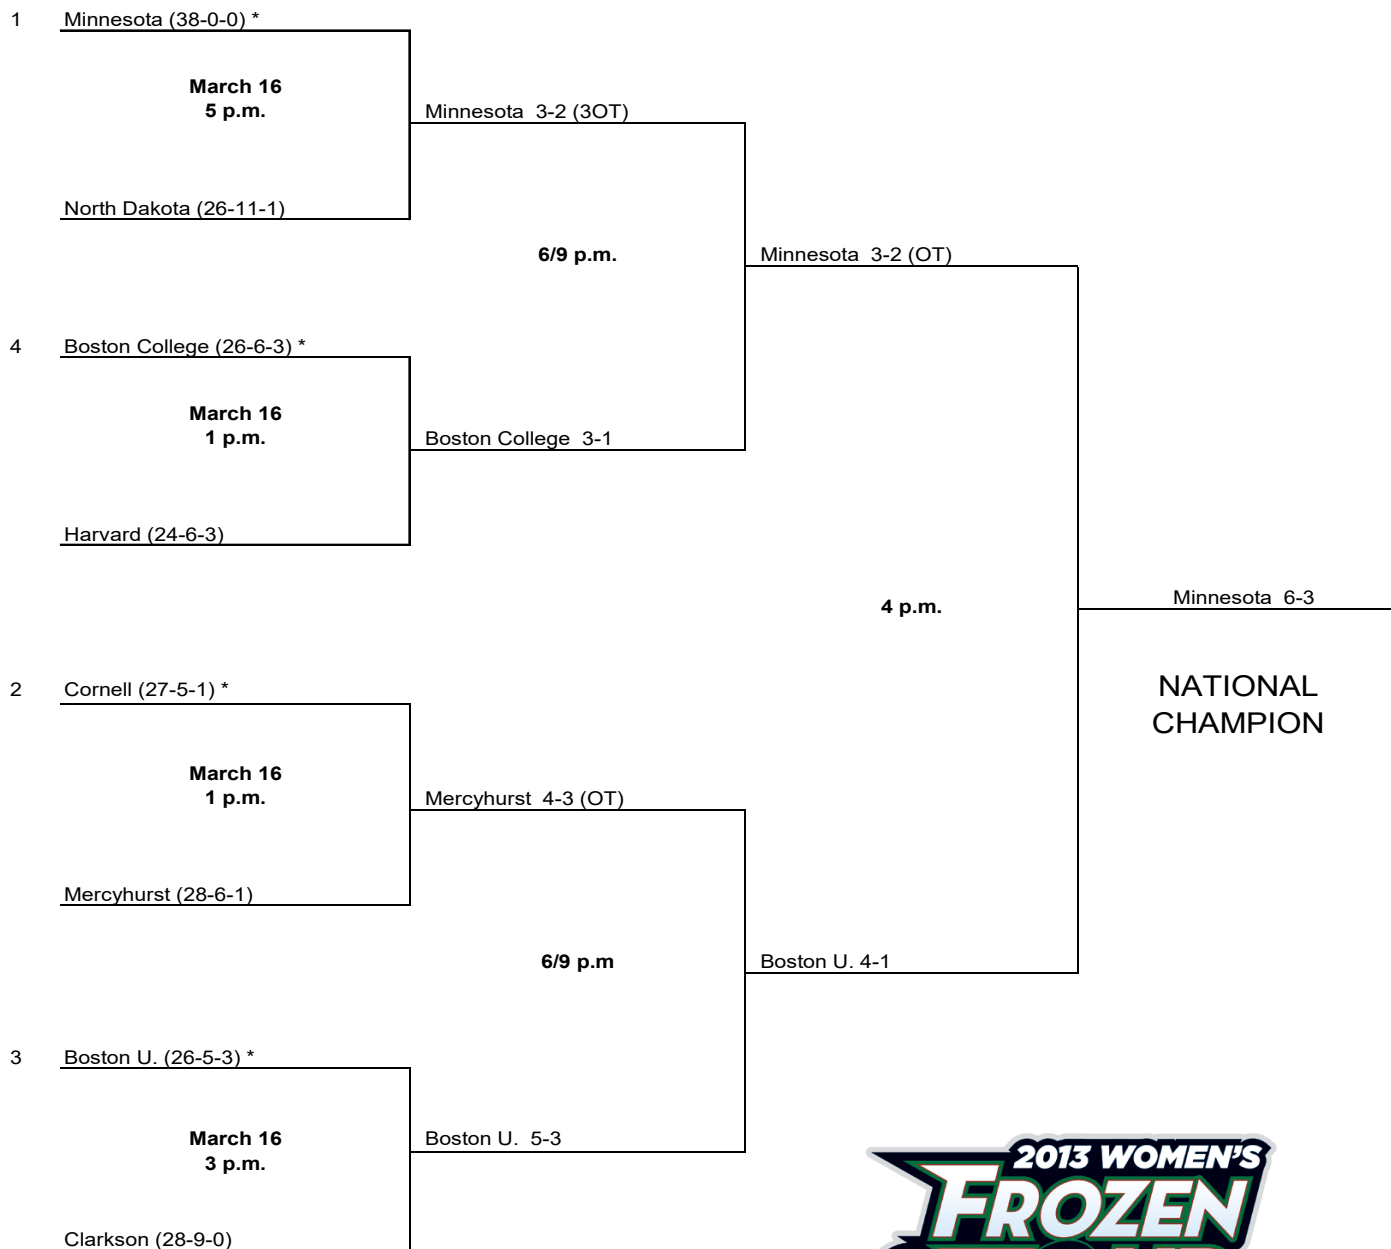 1 Minnesota (38-0-0) *
March 16
5 p.m.
Minnesota 3-2 (3OT)
North Dakota (26-11-1)
6/9 p.m.
Minnesota 3-2 (OT)
4 Boston College (26-6-3) *
March 16
1 p.m.
Boston College 3-1
Harvard (24-6-3)
4 p.m.
Minnesota 6-3
2 Cornell (27-5-1) *
NATIONAL
CHAMPION
March 16
1 p.m.
Mercyhurst 4-3 (OT)
Mercyhurst (28-6-1)
6/9 p.m
Boston U. 4-1
3 Boston U. (26-5-3) *
March 16
3 p.m.
Boston U. 5-3
Clarkson (28-9-0)
2013 WOMEN'S
FROZEN